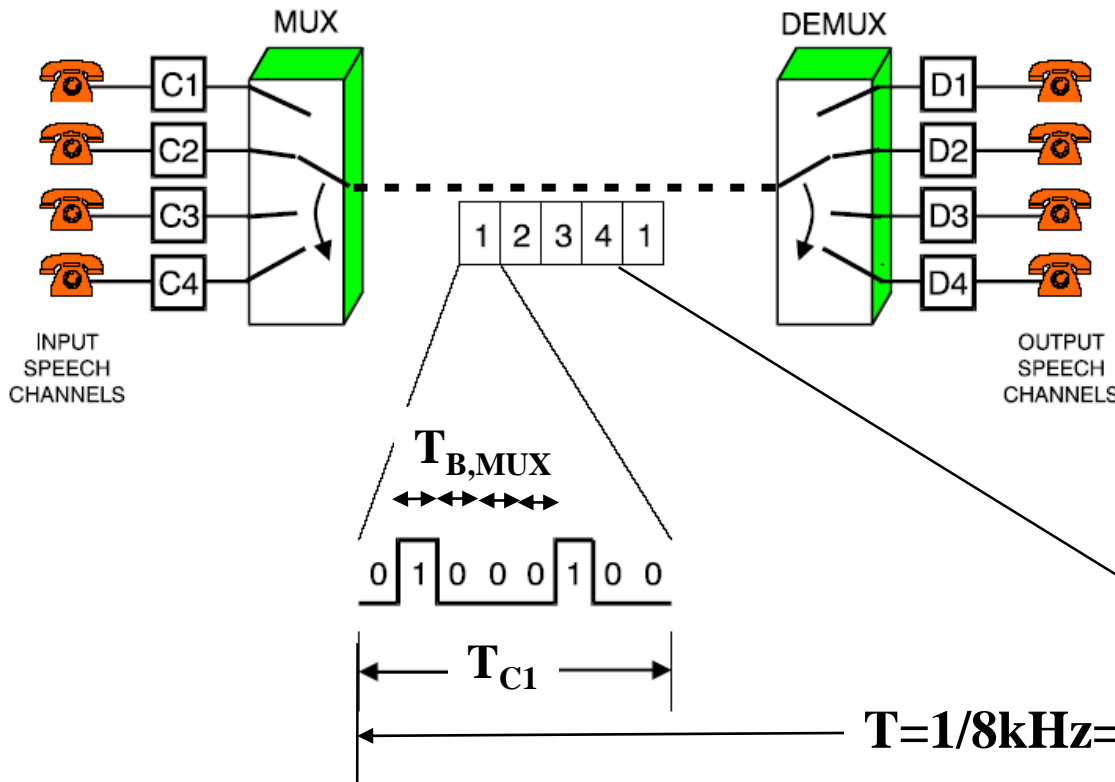 MUX
DEMUX
C1
C2
C3
C4
D1
D2
D3
D4
1 2 3 4 1
INPUT
SPEECH
CHANNELS
OUTPUT
SPEECH
CHANNELS
TB,MUX
0 1 0 0 0 1 0 0
TC1
T=1/8kHz=